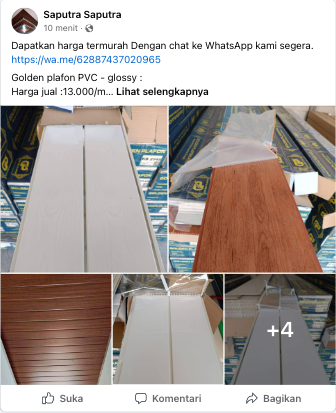 Saputra Saputra
10 menit ·
Dapatkan harga termurah Dengan chat ke WhatsApp kami segera.
https://wa.me/62887437020965
Golden plafon PVC - glossy :
Harga jual :13.000/m... Lihat selengkapnya
+4
Suka
Komentari
Bagikan